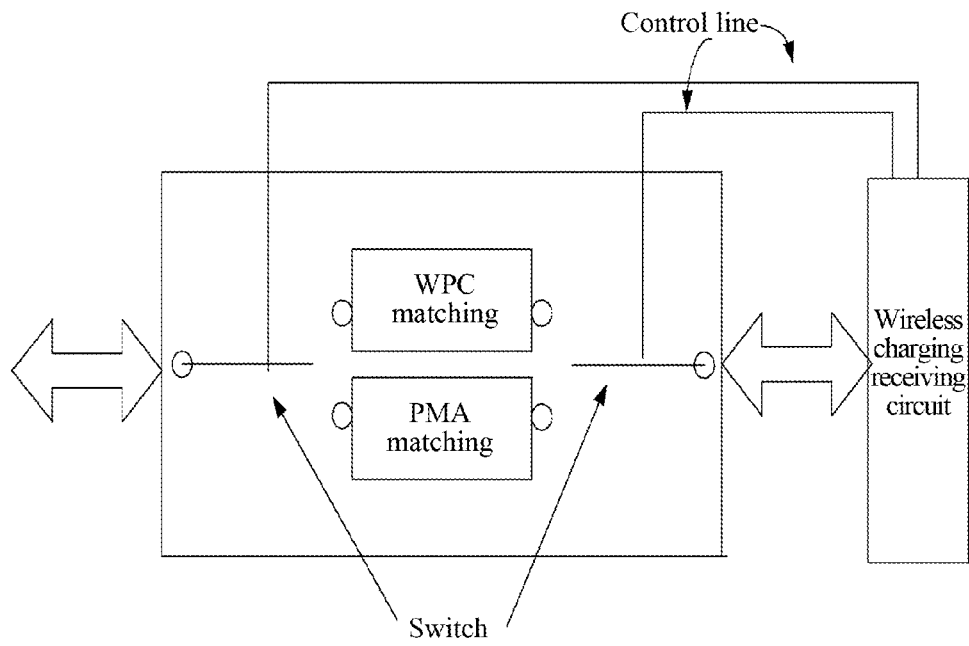 Control line
WPC
matching
PMA
matching
Wireless
charging
receiving
circuit
Switch